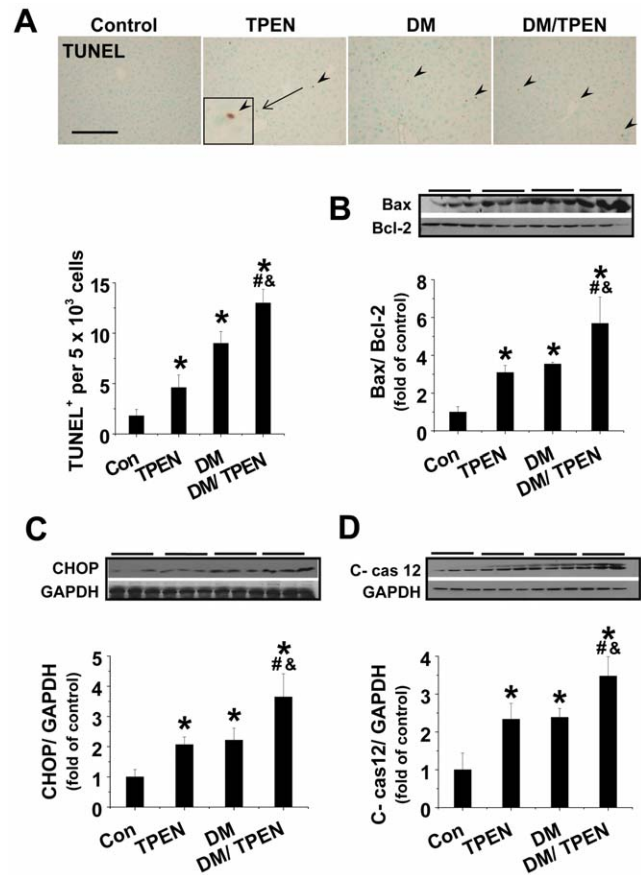 A
Control TPEN DM DM/TPEN
TUNEL
TUNEL+ per 5 x 10³ cells
15
10
5
0
*
*
*
#&
*
Con TPEN DM DM/ TPEN
B
Bax
Bcl-2
Bax/ Bcl-2
(fold of control)
8
6
4
2
0
*
*
*
#&
Con TPEN DM DM/ TPEN
C
CHOP
GAPDH
CHOP/ GAPDH
(fold of control)
5
4
3
2
1
0
*
*
*
#&
Con TPEN DM DM/ TPEN
D
C- cas 12
GAPDH
C- cas12/ GAPDH
(fold of control)
4
3
2
1
0
*
*
*
#&
Con TPEN DM DM/ TPEN